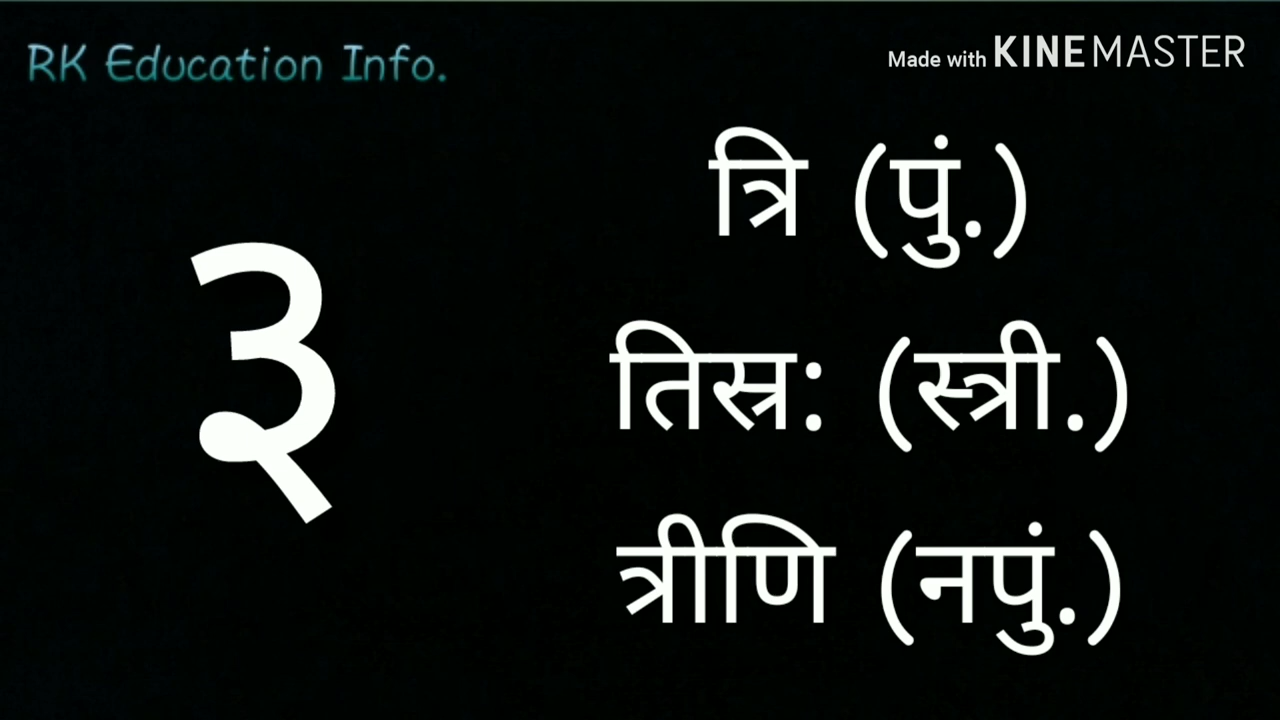 RK Education Info.
Made with KINEMASTER
३
त्रि (पुं.)
तिस्र: (स्त्री.)
त्रीणि (नपुं.)